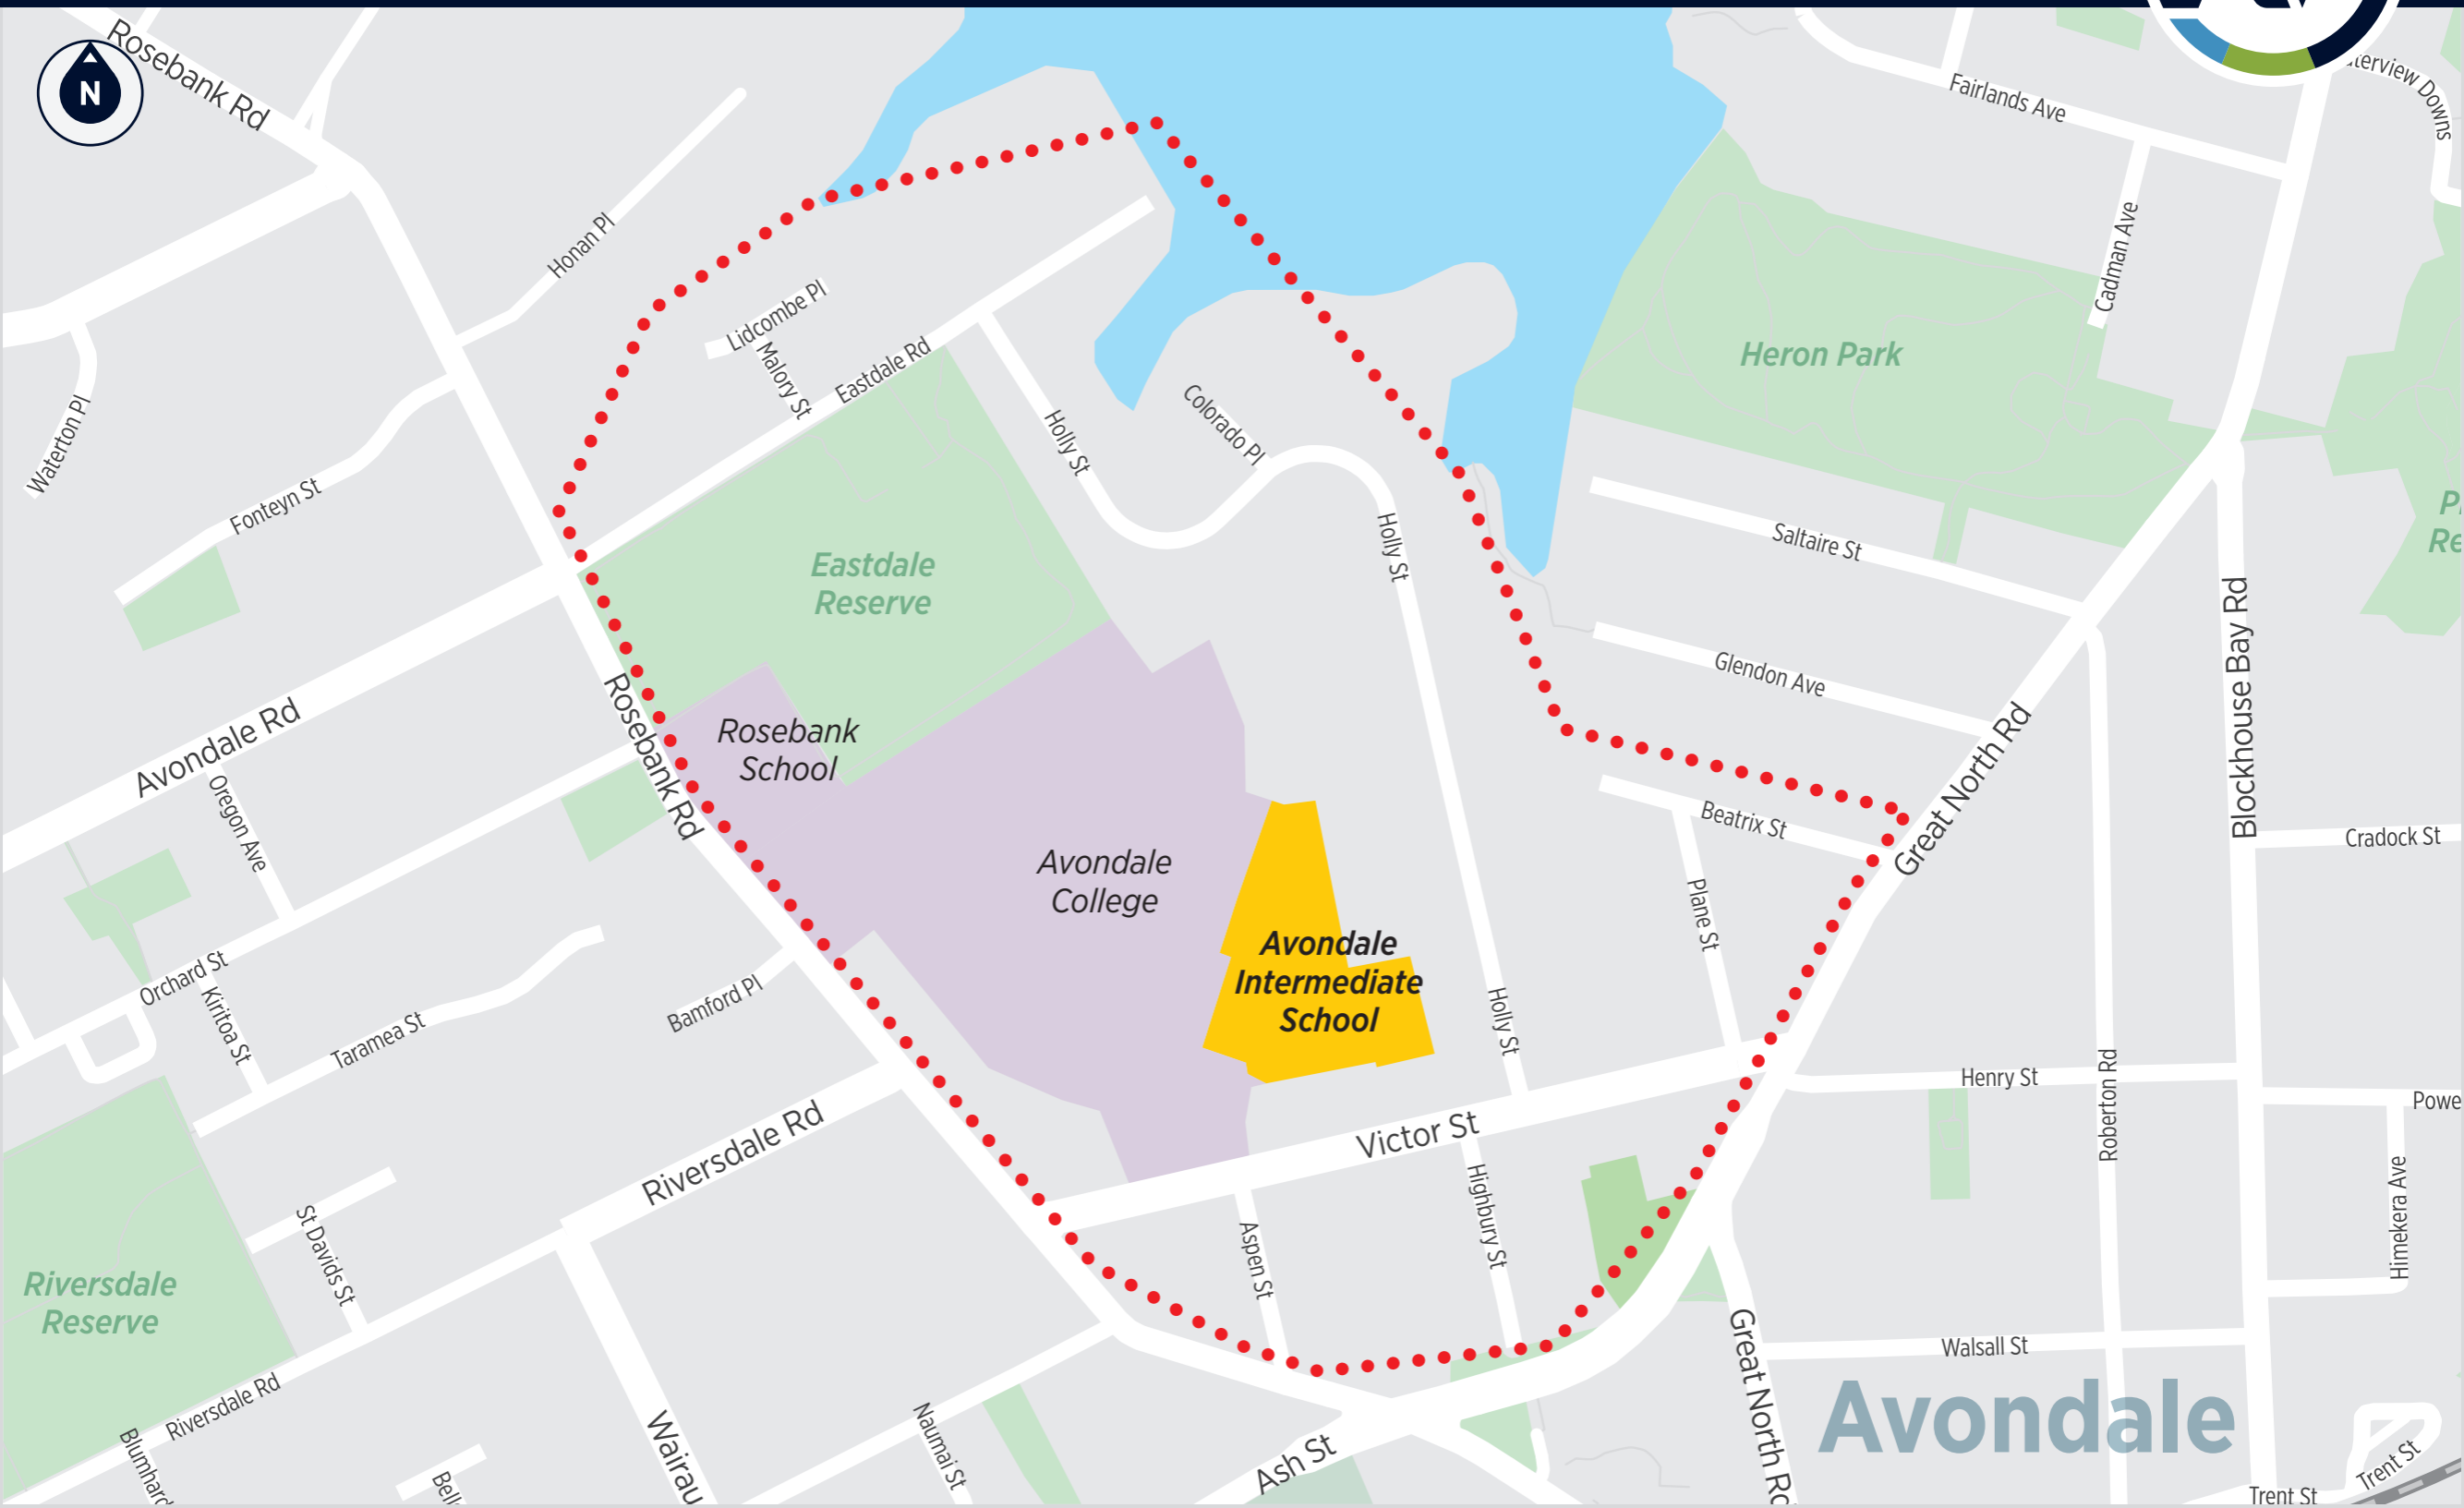 Rosebank Rd
N
Fairlands Ave
Honan Pl
Cadman Ave
Lidcombe Pl
Malory St
Eastdale Rd
Heron Park
Waterton Pl
Fonteyn St
Holly St
Colorado Pl
Holly St
Saltaire St
Eastdale
Reserve
Blockhouse Bay Rd
Glendon Ave
Avondale Rd
Rosebank Rd
Rosebank
School
Great North Rd
Oregon Ave
Beatrix St
Cradock St
Avondale
College
Plane St
Avondale
Intermediate
School
Orchard St
Kiritoa St
Taramea St
Bamford Pl
Holly St
Henry St
Roberton Rd
Riversdale Rd
Victor St
Himekera Ave
St Davids St
Aspen St
Highbury St
Riversdale
Reserve
Great North Rd
Walsall St
Riversdale Rd
Avondale
Wairau
Naumai St
Ash St
Trent St
Trent St